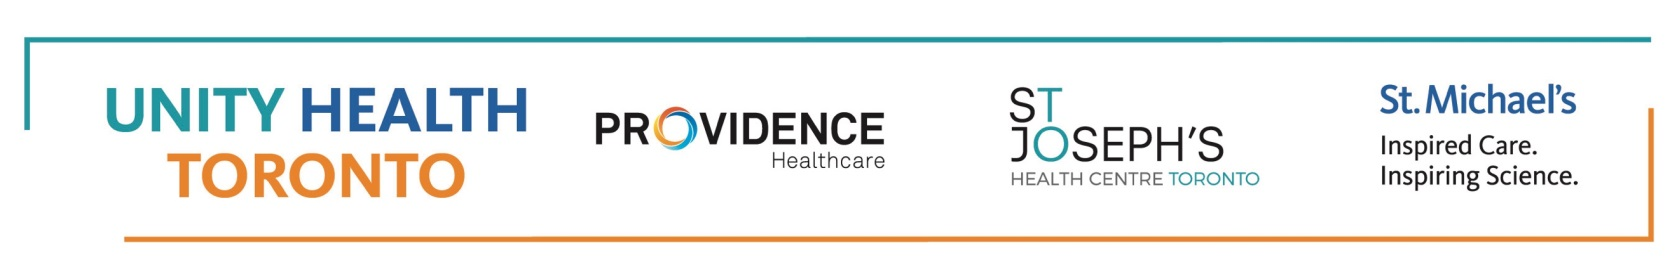 UNITY HEALTH
TORONTO
PROVIDENCE
Healthcare
ST
JOSEPH'S
HEALTH CENTRE TORONTO
St. Michael's
Inspired Care.
Inspiring Science.